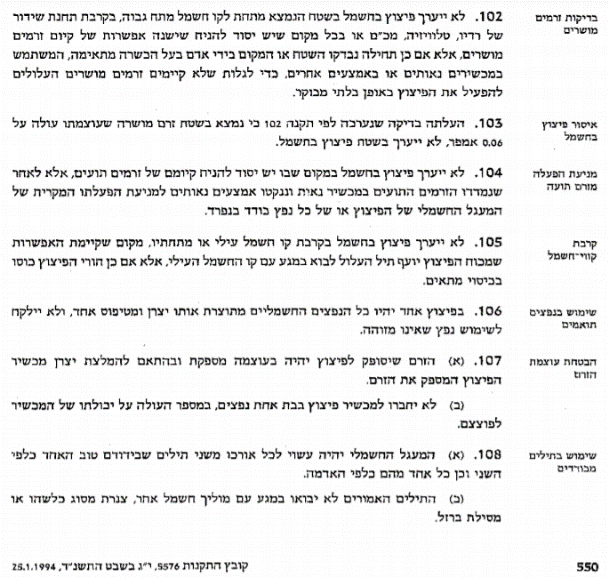 בדיקות זרמים
מושרים
102. לא ייערך פיצוץ בחשמל בשטח הנמצא מתחת לקו חשמל מתח גבוה, בקרבת תחנת שידור
של רדיו, טלוויזיה, מכ"ם או בכל מקום שיש יסוד להניח שישנה אפשרות של קיום זרמים
מושרים, אלא אם כן תחילה נבדקו השטח או המקום בידי אדם בעל הכשרה מתאימה, המשתמש
במכשירים נאותים או באמצעים אחרים, כדי לגלות שלא קיימים זרמים מושרים העלולים
להפעיל את הפיצוץ באופן בלתי מבוקר.
איסור פיצוץ
בחשמל
103. העלתה בדיקה שנערכה לפי תקנה 102 כי נמצא בשטח זרם מושרה שעוצמתו עולה על
0.06 אמפר, לא ייערך בשטח פיצוץ בחשמל.
מניעת הפעלה
מזרם תועה
104. לא ייערך פיצוץ בחשמל במקום שבו יש יסוד להניח קיומם של זרמים תועים, אלא לאחר
שנמדדו הזרמים התועים במכשיר נאות וננקטו אמצעים נאותים למניעת הפעלתו המקרית של
המעגל החשמלי של הפיצוץ או של כל נפץ בודד בנפרד.
קרבת
קווי־חשמל
105. לא ייערך פיצוץ בחשמל בקרבת קו חשמל עילי או מתחתיו, מקום שקיימת האפשרות
שמכוח הפיצוץ יועף תיל העלול לבוא במגע עם קו החשמל העילי, אלא אם כן חורי הפיצוץ כוסו
בכיסוי מתאים.
שימוש בנפצים
תואמים
106. בפיצוץ אחד יהיו כל הנפצים החשמליים מתוצרת אותו יצרן ומטיפוס אחד, ולא יילקח
לשימוש נפץ שאינו מזוהה.
הבטחת עוצמת
הזרם
107. (א) הזרם שיסופק לפיצוץ יהיה בעוצמה מספקת ובהתאם להמלצת יצרן מכשיר
הפיצוץ המספק את הזרם.
(ב) לא יחברו למכשיר פיצוץ בבת אחת נפצים, במספר העולה על יכולתו של המכשיר
לפוצצם.
שימוש בתילים
מבודדים
108. (א) המעגל החשמלי יהיה עשוי לכל אורכו משני תילים שבידודם טוב האחד כלפי
השני וכן כל אחד מהם כלפי האדמה.
(ב) התילים האמורים לא יבואו במגע עם מוליך חשמל אחר, צנרת מסוג כלשהו או
מסילת ברזל.
550
קובץ התקנות 5576, י"ג בשבט התשנ"ד, 25.1.1994